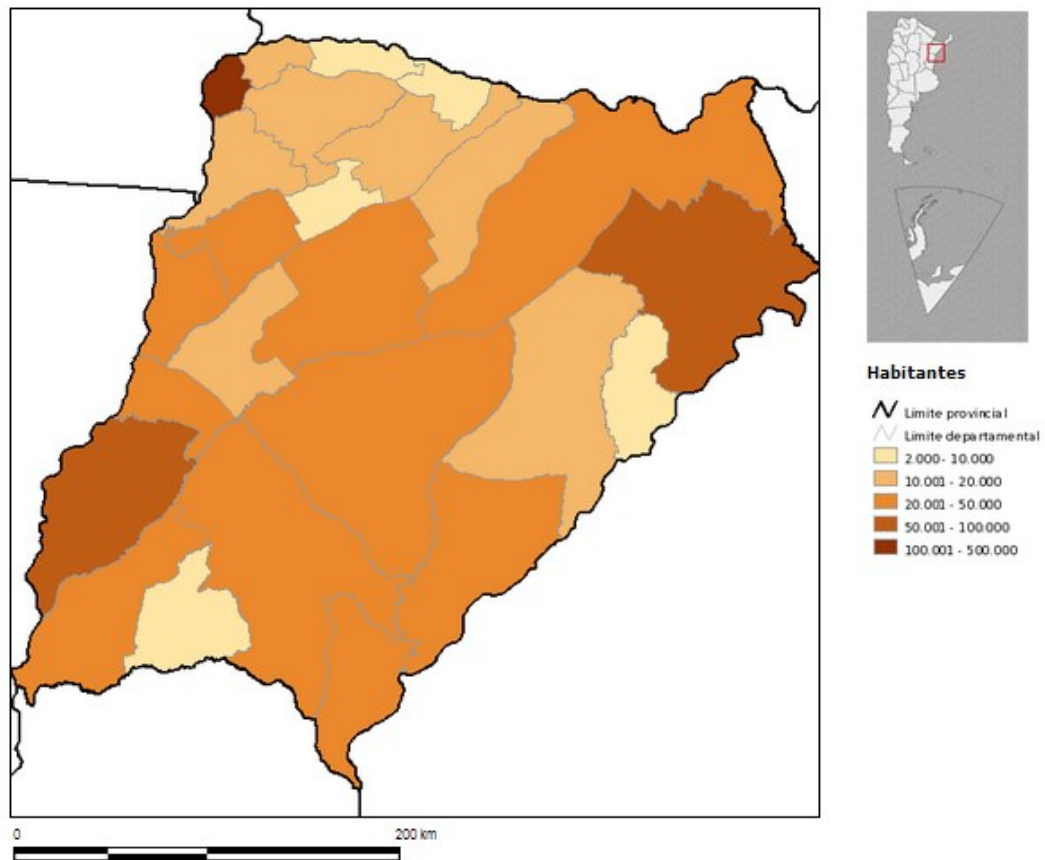 Habitantes
Límite provincial
Límite departamental
2.000 - 10.000
10.001 - 20.000
20.001 - 50.000
50.001 - 100.000
100.001 - 500.000
0 200 km